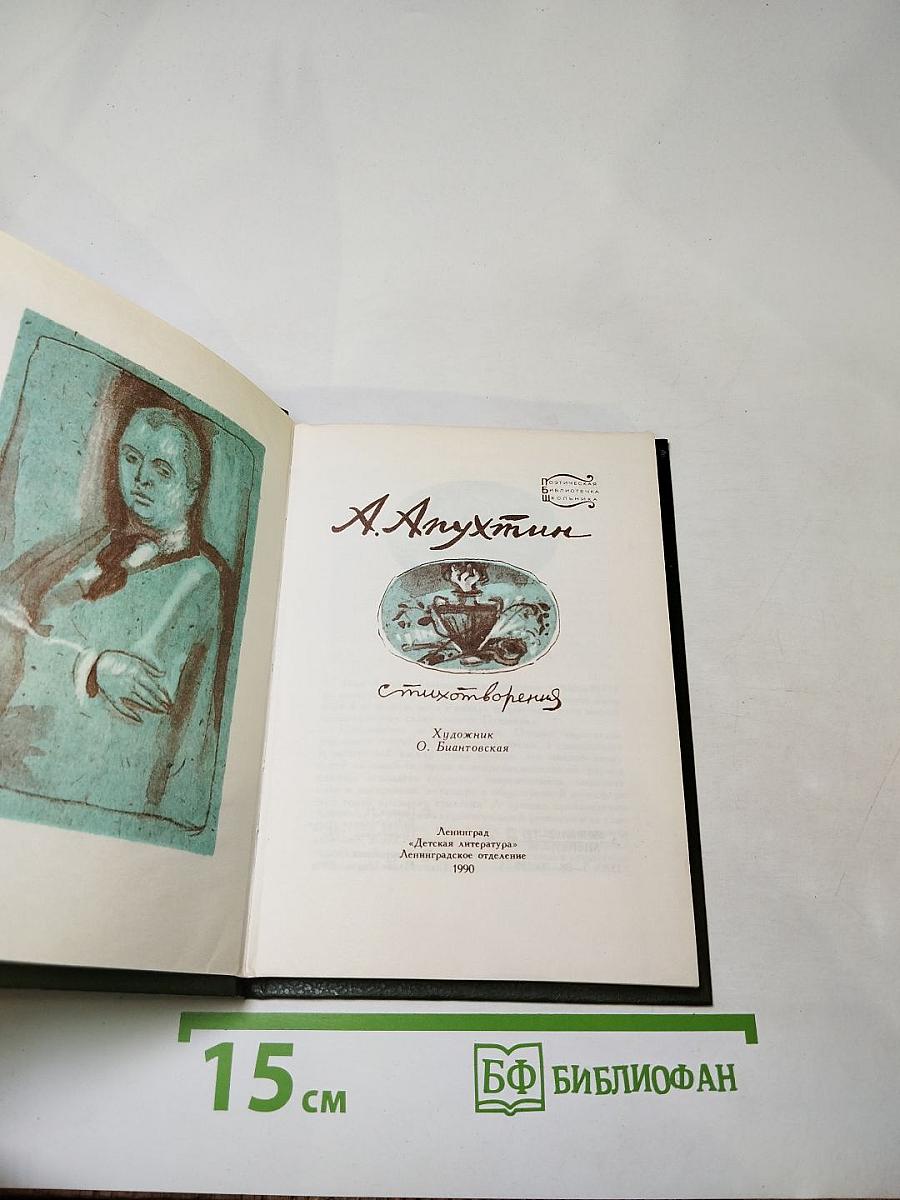 Поэтическая
Библиотечка
Школьника
А. Апухтин
стихотворения
Художник
О. Биантовская
Ленинград
«Детская литература»
Ленинградское отделение
1990
15 см
БФ БИБЛИОФАН